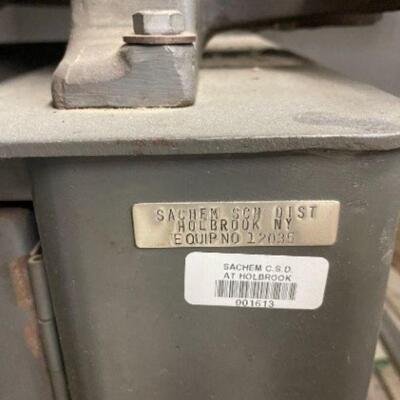 SACHEM SCH DIST
HOLBROOK NY
EQUIP NO 12035
SACHEM C.S.D.
AT HOLBROOK
001613